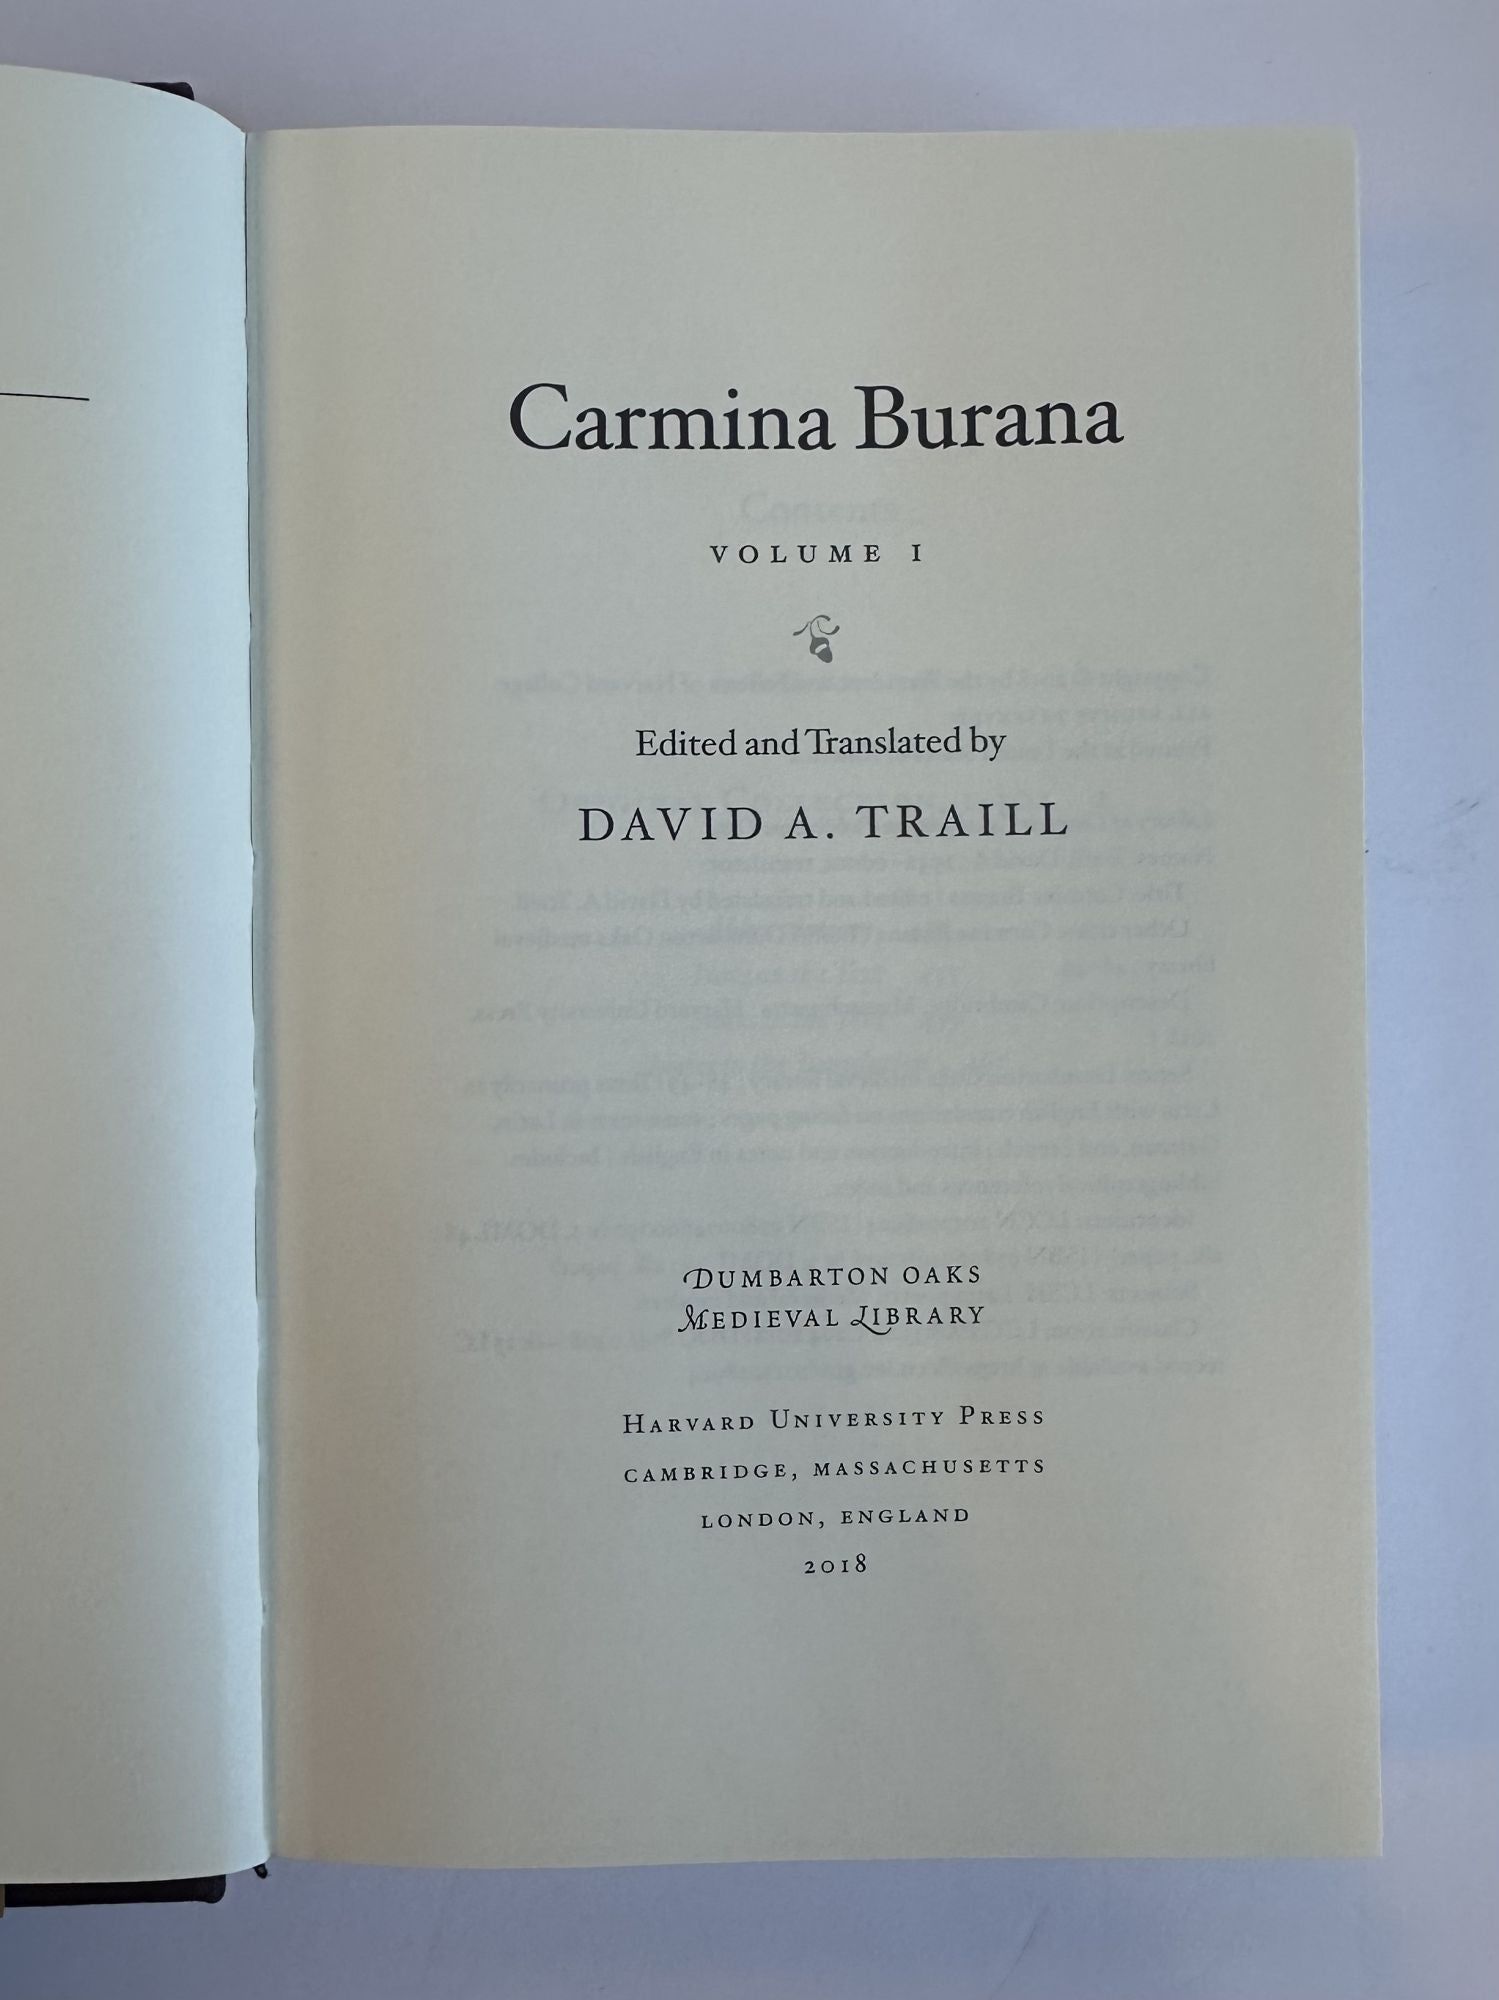 Carmina Burana
VOLUME I
Edited and Translated by
DAVID A. TRAILL
DUMBARTON OAKS
MEDIEVAL LIBRARY
HARVARD UNIVERSITY PRESS
CAMBRIDGE, MASSACHUSETTS
LONDON, ENGLAND
2018